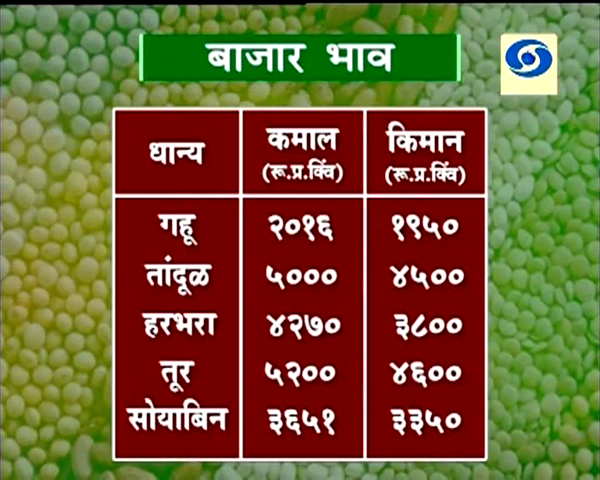 बाजार भाव
धान्य कमाल किमान
(रू.प्र.क्विं) (रू.प्र.क्विं)
गहू २०१६ १९५०
तांदूळ ५००० ४५००
हरभरा ४२७० ३८००
तूर ५२०० ४६००
सोयाबिन ३६५१ ३३५०